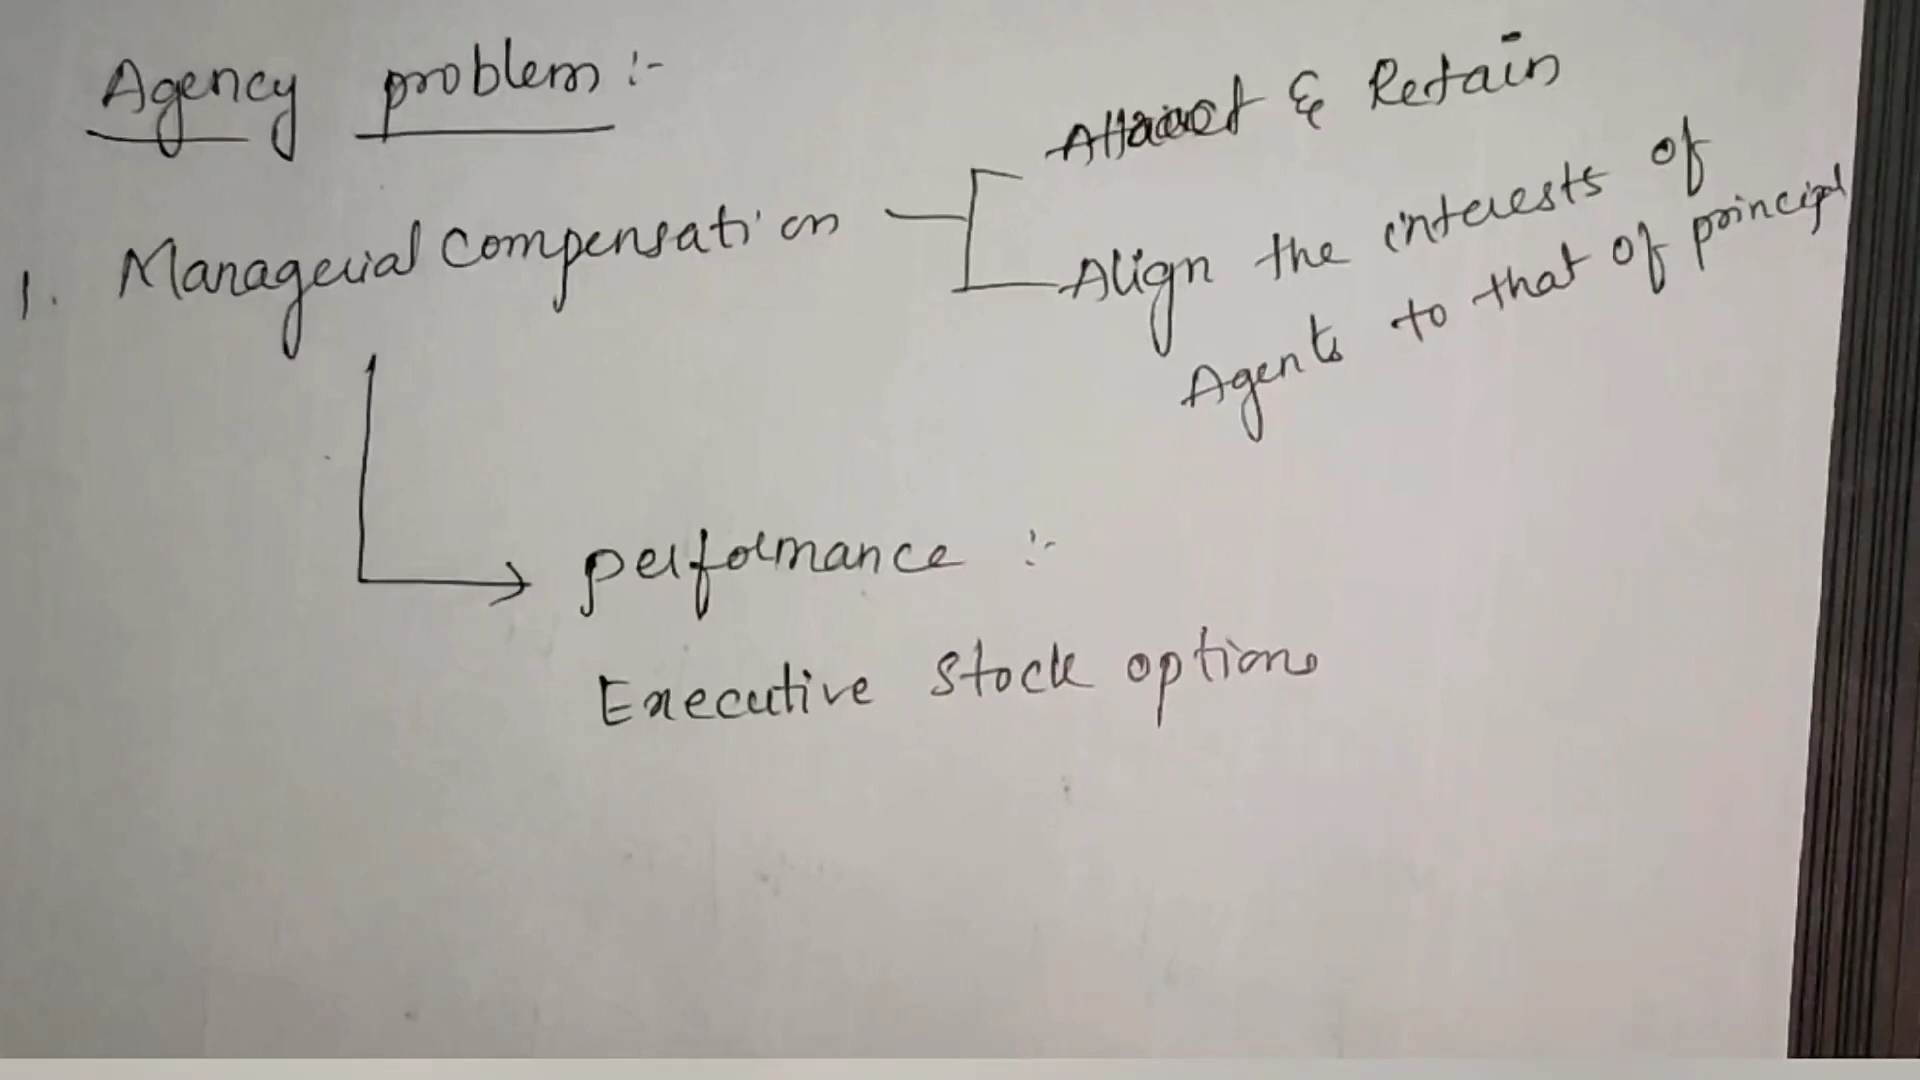 Agency problem :-
Attract & Retain
1. Managerial Compensation
Align the interests of
Agents to that of principal
performance :-
Executive stock options